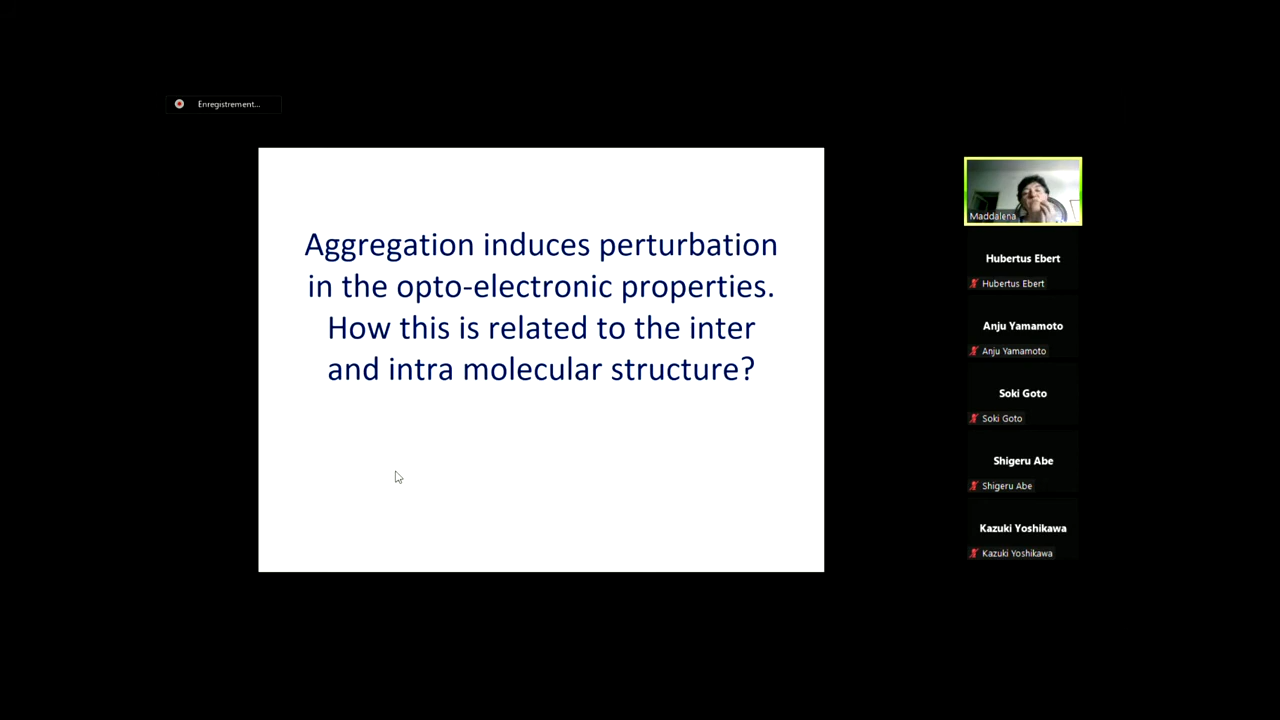 Enregistrement...
Aggregation induces perturbation
in the opto-electronic properties.
How this is related to the inter
and intra molecular structure?
Maddalena
Hubertus Ebert
Hubertus Ebert
Anju Yamamoto
Anju Yamamoto
Soki Goto
Soki Goto
Shigeru Abe
Shigeru Abe
Kazuki Yoshikawa
Kazuki Yoshikawa